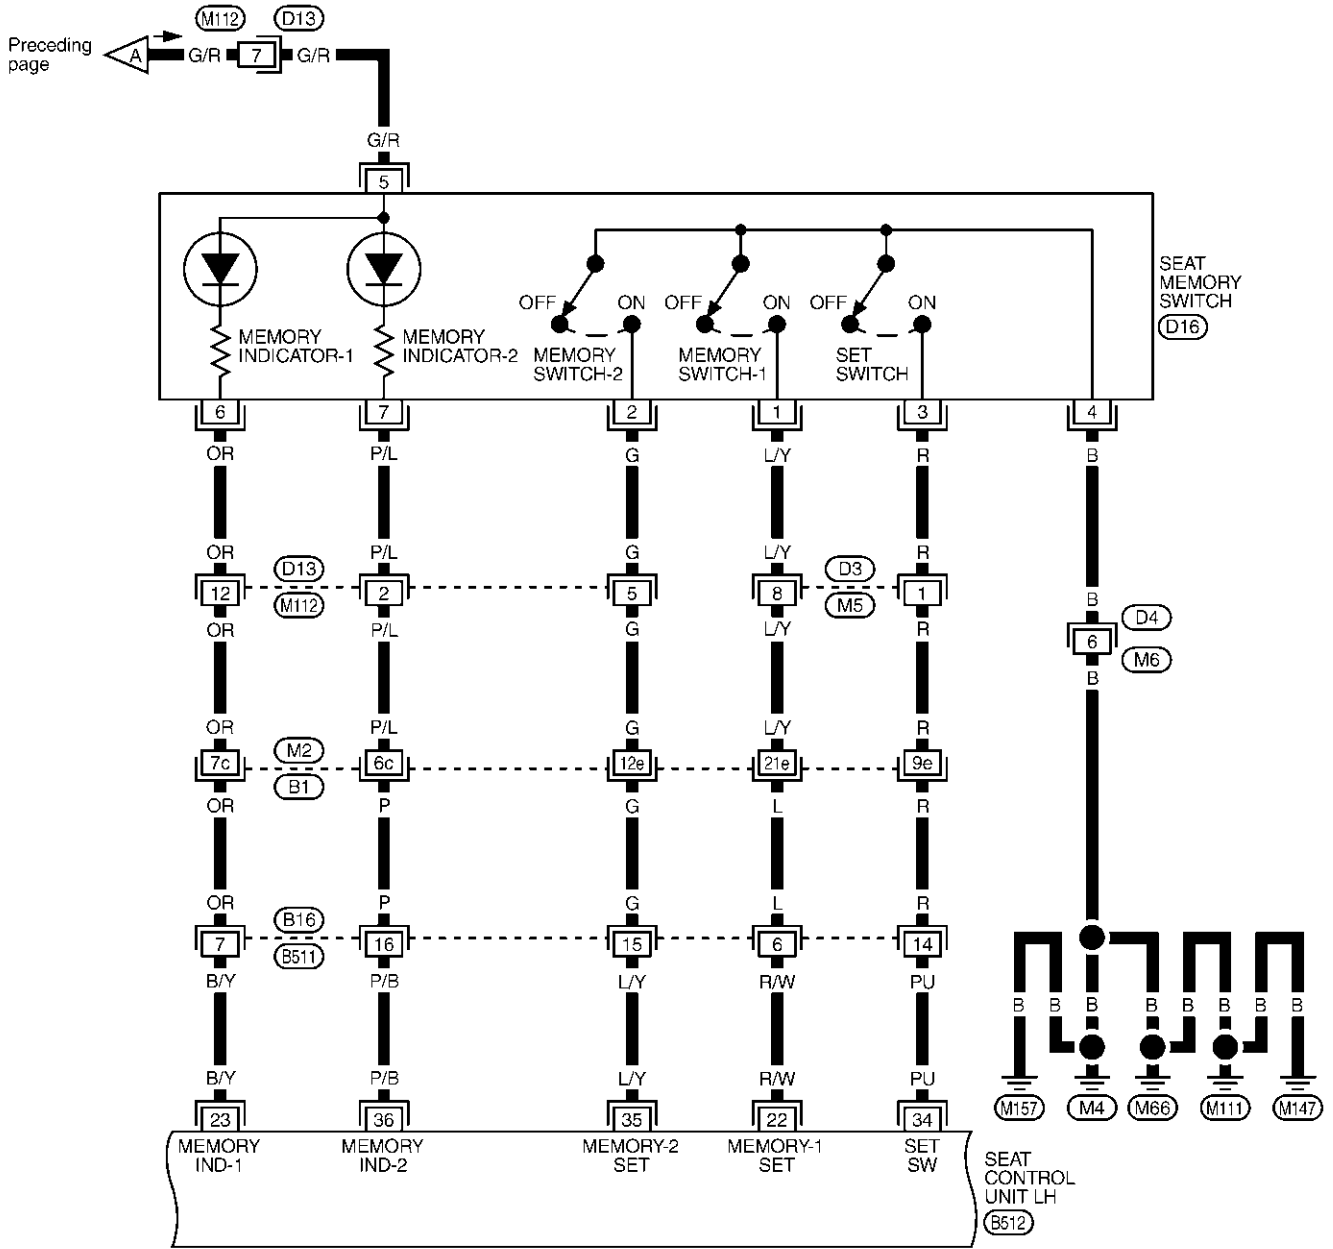 M112 D13
Preceding
page
A G/R 7 G/R
G/R
5
SEAT
MEMORY
SWITCH
D16
OFF ON OFF ON OFF ON
MEMORY
INDICATOR-1
MEMORY
INDICATOR-2
MEMORY
SWITCH-2
MEMORY
SWITCH-1
SET
SWITCH
6 7 2 1 3 4
OR P/L G L/Y R B
OR P/L G L/Y R
D13 D3
12 2 5 8 1
M112 M5
B D4
6
M6
OR P/L G L/Y R
B
OR P/L G L/Y R
M2
7c 6c 12e 21e 9e
B1
OR P G L R
OR P G L R
B16
7 16 15 6 14
B511
B/Y P/B L/Y R/W PU
B B B B B B B B
B/Y P/B L/Y R/W PU
23 36 35 22 34
M157 M4 M66 M111 M147
MEMORY
IND-1
MEMORY
IND-2
MEMORY-2
SET
MEMORY-1
SET
SET
SW
SEAT
CONTROL
UNIT LH
B512